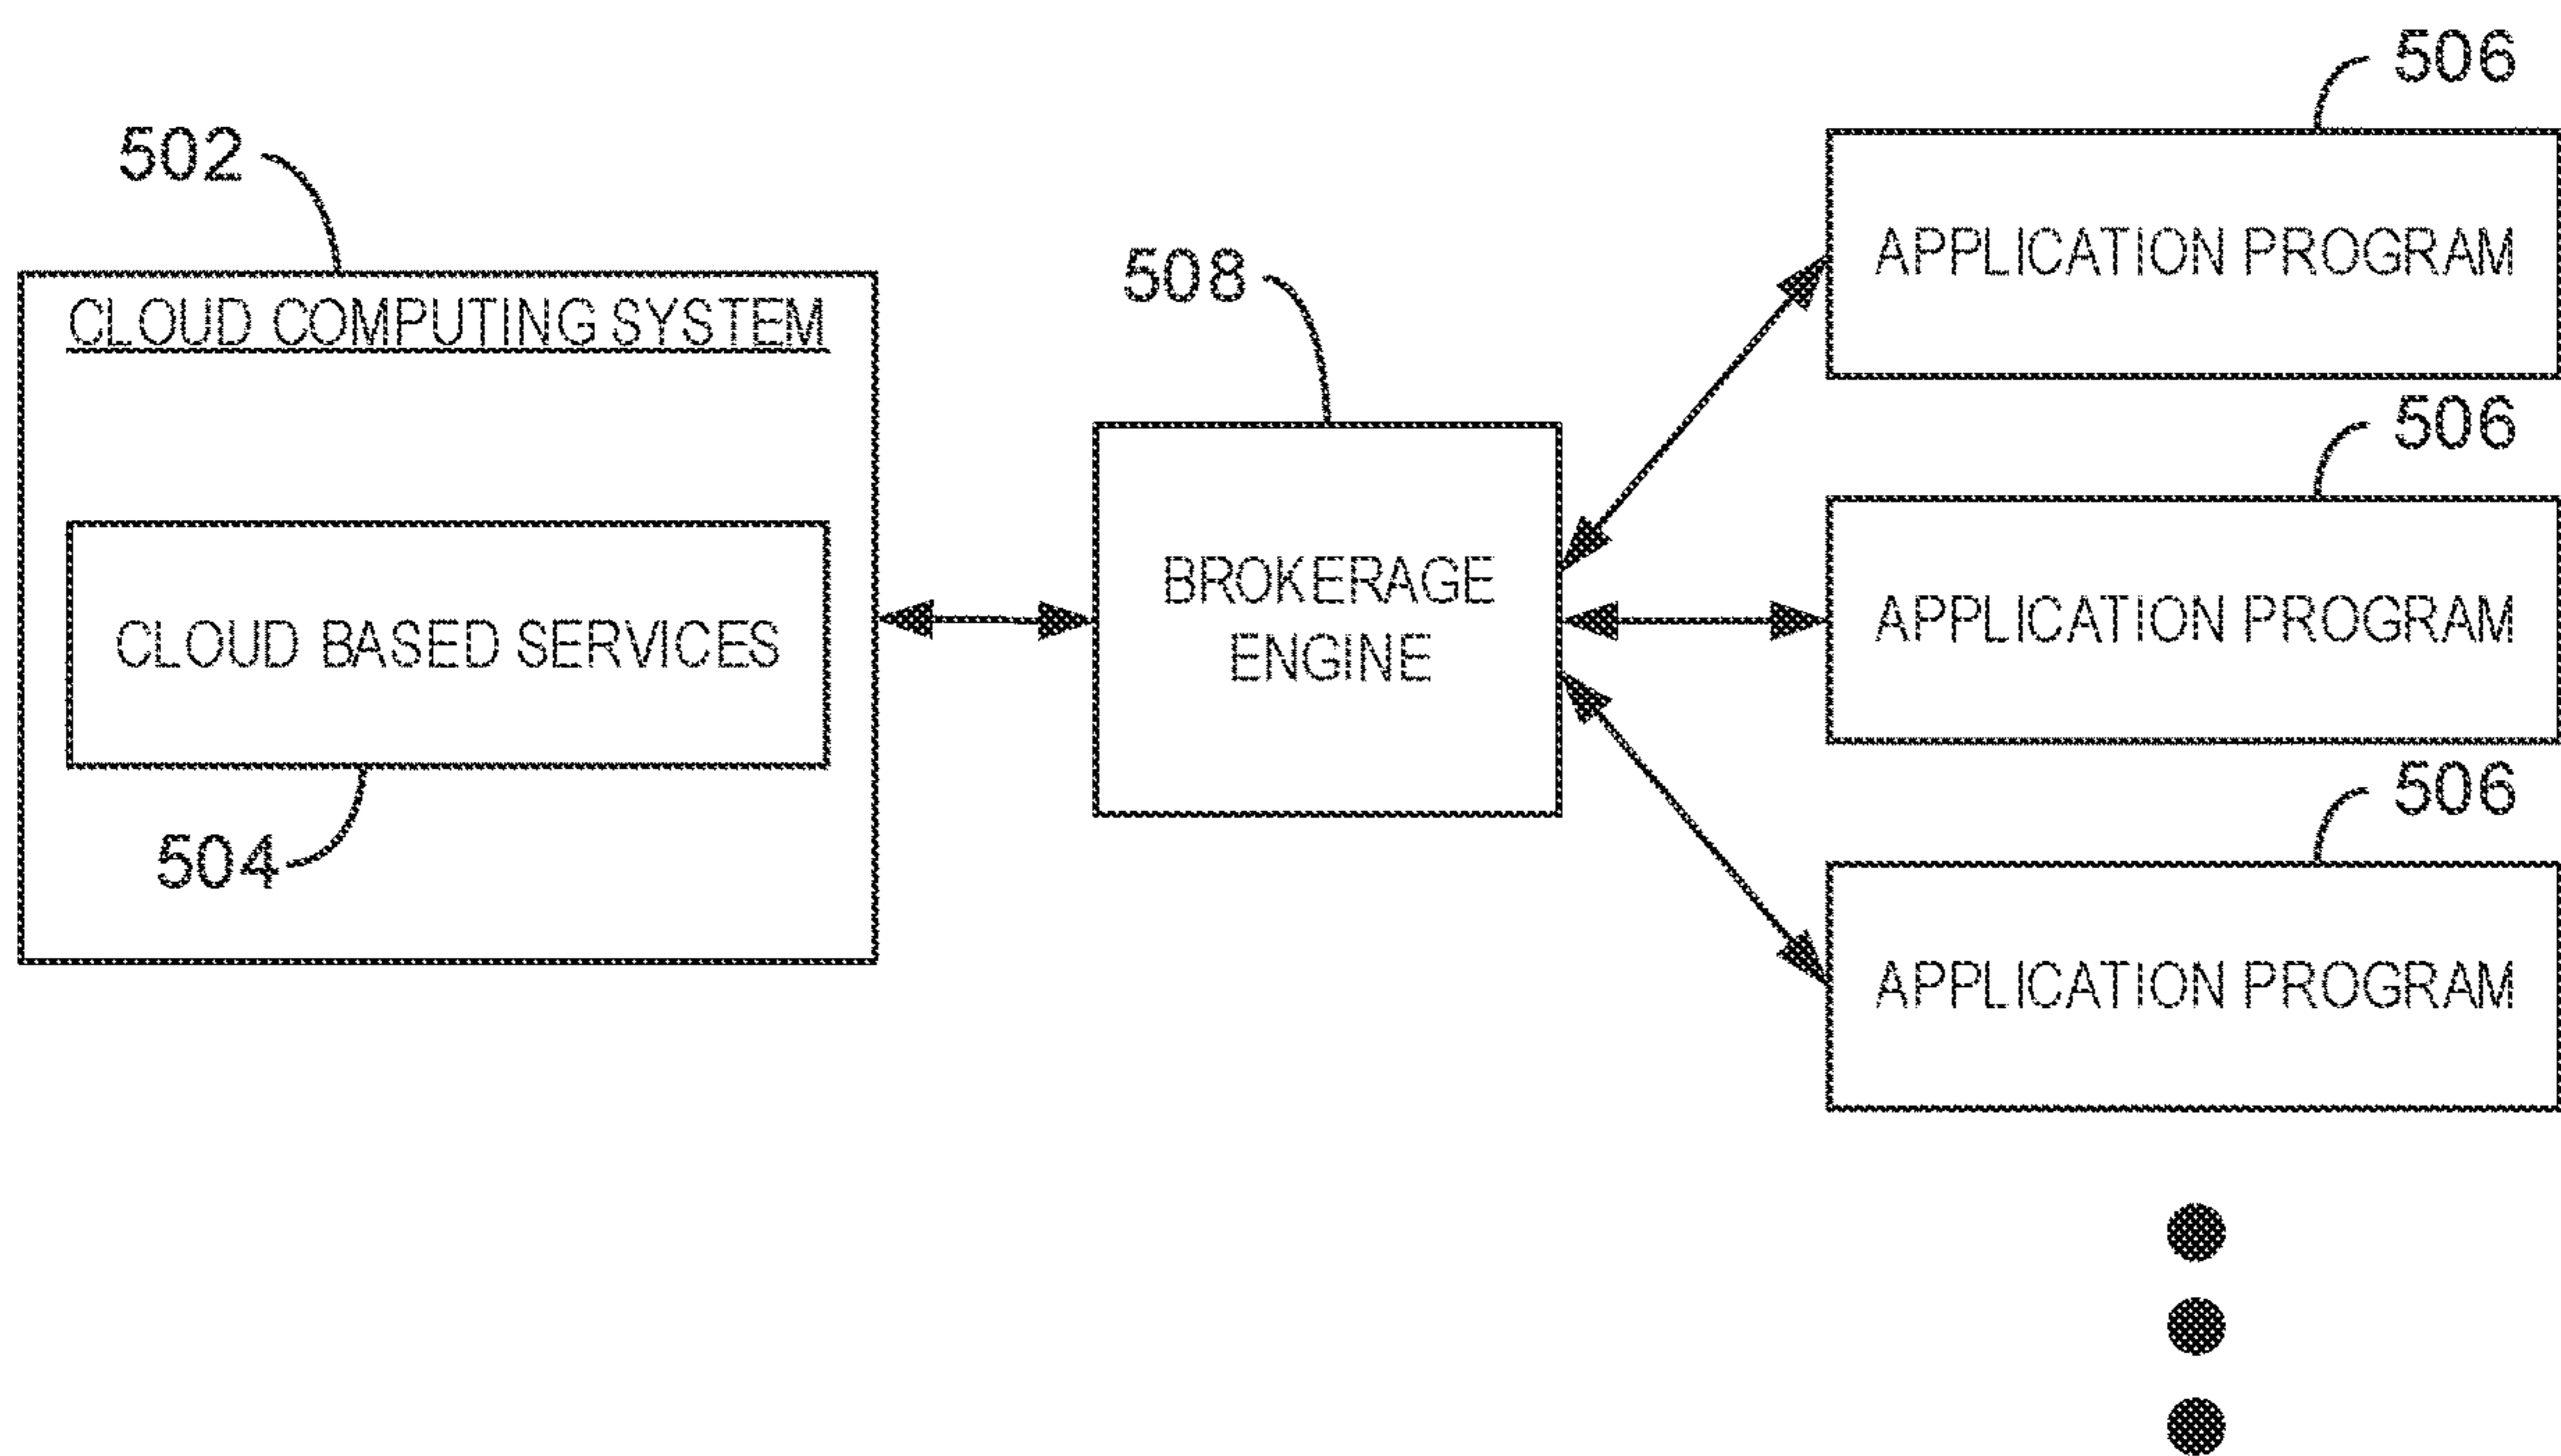 502
CLOUD COMPUTING SYSTEM
CLOUD BASED SERVICES
504
508
BROKERAGE
ENGINE
506
APPLICATION PROGRAM
506
APPLICATION PROGRAM
506
APPLICATION PROGRAM